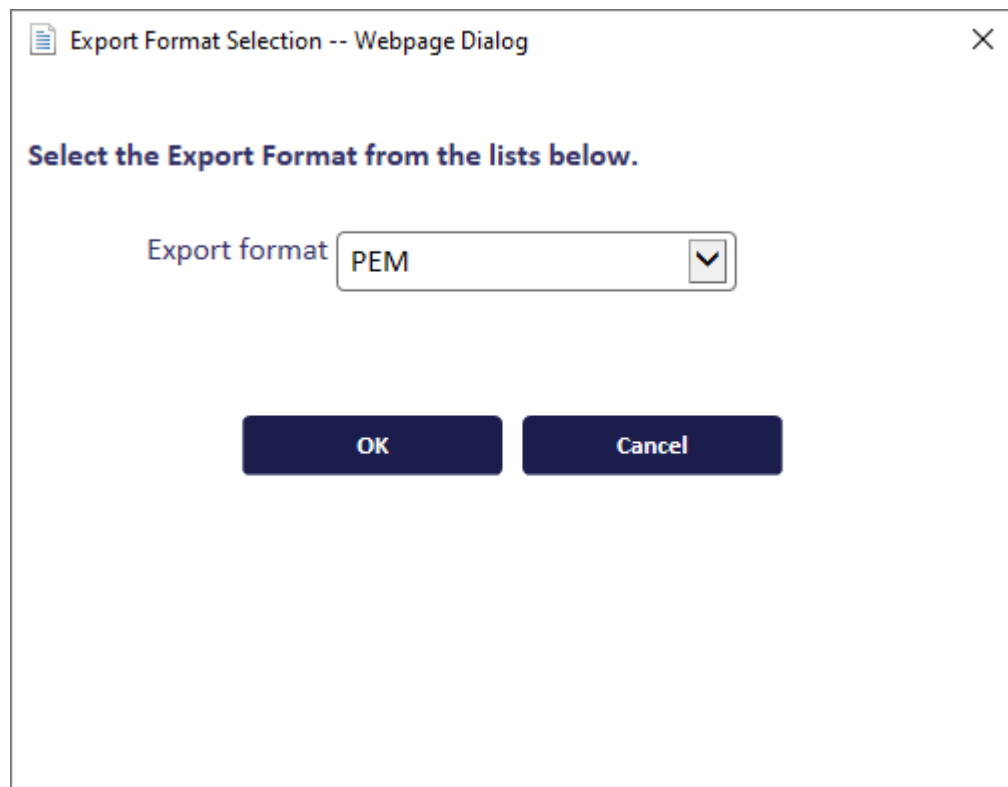 Export Format Selection -- Webpage Dialog
Select the Export Format from the lists below.
Export format PEM
OK Cancel